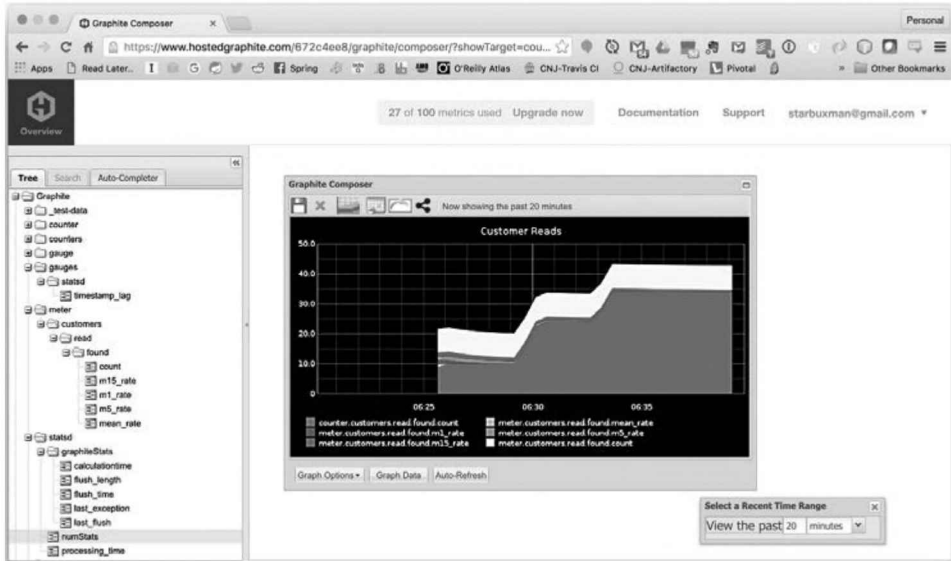 Graphite Composer
Personal
https://www.hostedgraphite.com/672c4ee8/graphite/composer/?showTarget=cou...
Apps Read Later.. Spring O'Reilly Atlas CNJ-Travis CI CNJ-Artifactory Pivotal » Other Bookmarks
Overview
27 of 100 metrics used Upgrade now Documentation Support starbuxman@gmail.com
Tree Search Auto-Completer
Graphite
_test-data
counter
counters
gauge
gauges
statsd
timestamp_lag
meter
customers
read
found
count
m15_rate
m1_rate
m5_rate
mean_rate
statsd
graphiteStats
calculationtime
flush_length
flush_time
last_exception
last_flush
numStats
processing_time
Graphite Composer
Now showing the past 20 minutes
Customer Reads
50.0
40.0
30.0
20.0
10.0
0
06:25 06:30 06:35
counter.customers.read.found.count meter.customers.read.found.mean_rate
meter.customers.read.found.m1_rate meter.customers.read.found.m5_rate
meter.customers.read.found.m15_rate meter.customers.read.found.count
Graph Options Graph Data Auto-Refresh
Select a Recent Time Range
View the past 20 minutes